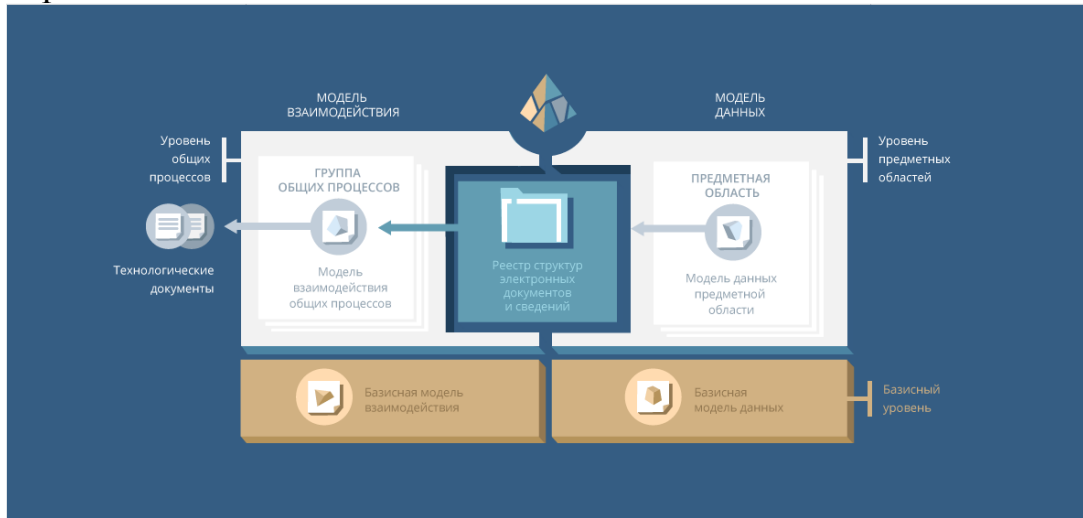 МОДЕЛЬ
ВЗАИМОДЕЙСТВИЯ
МОДЕЛЬ
ДАННЫХ
Уровень
общих
процессов
ГРУППА
ОБЩИХ ПРОЦЕССОВ
ПРЕДМЕТНАЯ
ОБЛАСТЬ
Уровень
предметных
областей
Технологические
документы
Модель
взаимодействия
общих процессов
Реестр структур
электронных
документов
и сведений
Модель данных
предметной
области
Базисная модель
взаимодействия
Базисная
модель данных
Базисный
уровень